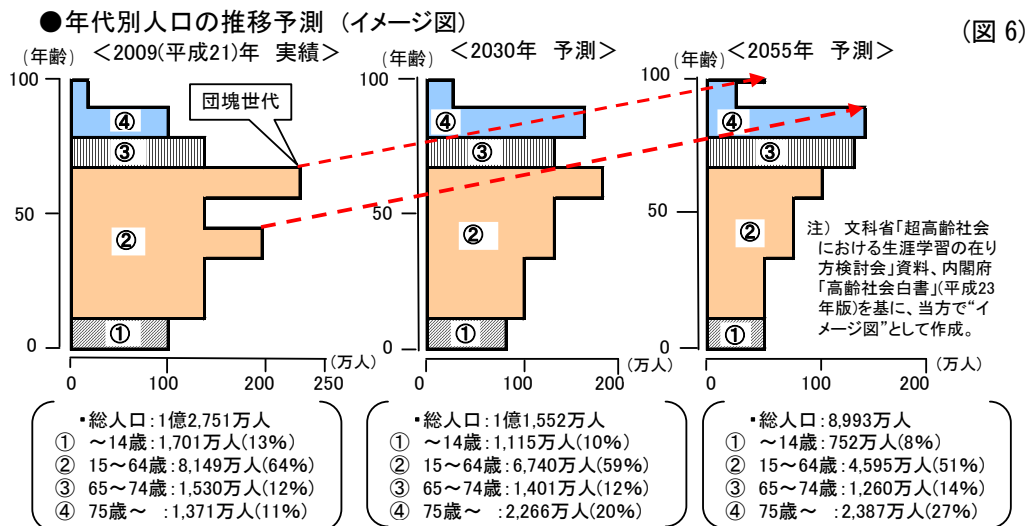 ●年代別人口の推移予測 (イメージ図)
(図 6)
(年齢) <2009(平成21)年 実績>
(年齢) <2030年 予測>
(年齢) <2055年 予測>
100
50
0
④
③
②
①
団塊世代
0 100 200 250 (万人)
100
50
0
④
③
②
①
0 100 200 (万人)
100
50
0
④
③
②
①
0 100 200 (万人)
注) 文科省「超高齢社会
における生涯学習の在り
方検討会」資料、内閣府
「高齢社会白書」(平成23
年版)を基に、当方で“イ
メージ図”として作成。
・総人口:1億2,751万人
① ~14歳:1,701万人(13%)
② 15~64歳:8,149万人(64%)
③ 65~74歳:1,530万人(12%)
④ 75歳~ :1,371万人(11%)
・総人口:1億1,552万人
① ~14歳:1,115万人(10%)
② 15~64歳:6,740万人(59%)
③ 65~74歳:1,401万人(12%)
④ 75歳~ :2,266万人(20%)
・総人口:8,993万人
① ~14歳:752万人(8%)
② 15~64歳:4,595万人(51%)
③ 65~74歳:1,260万人(14%)
④ 75歳~ :2,387万人(27%)